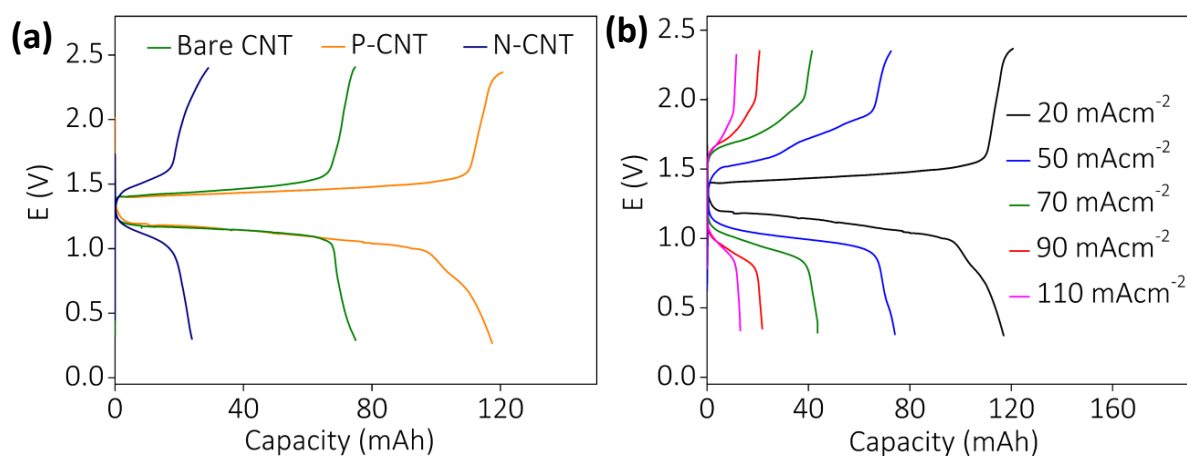 (a)
Bare CNT P-CNT N-CNT
2.5
2.0
1.5
1.0
0.5
0.0
E (V)
0 40 80 120
Capacity (mAh)
(b)
2.5
2.0
1.5
1.0
0.5
0.0
E (V)
20 mAcm⁻²
50 mAcm⁻²
70 mAcm⁻²
90 mAcm⁻²
110 mAcm⁻²
0 40 80 120 160
Capacity (mAh)